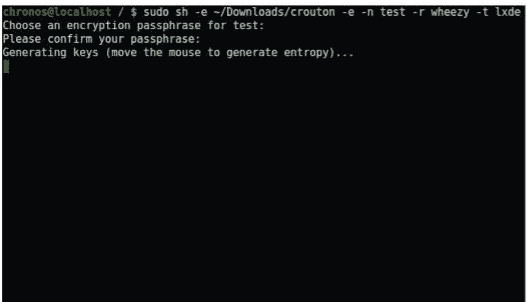 chronos@localhost / $ sudo sh -e ~/Downloads/crouton -e -n test -r wheezy -t lxde
Choose an encryption passphrase for test:
Please confirm your passphrase:
Generating keys (move the mouse to generate entropy)...